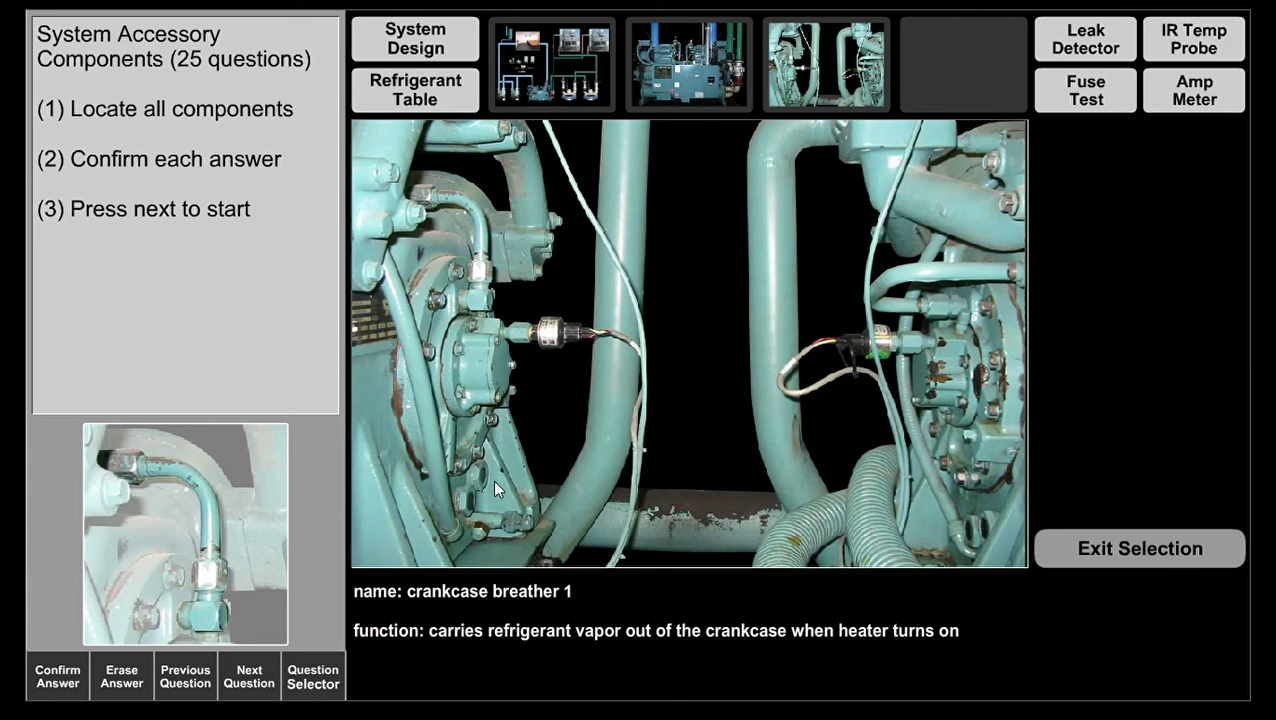 System Accessory
Components (25 questions)
(1) Locate all components
(2) Confirm each answer
(3) Press next to start
Confirm
Answer
Erase
Answer
Previous
Question
Next
Question
Question
Selector
System
Design
Refrigerant
Table
Leak
Detector
IR Temp
Probe
Fuse
Test
Amp
Meter
Exit Selection
name: crankcase breather 1
function: carries refrigerant vapor out of the crankcase when heater turns on